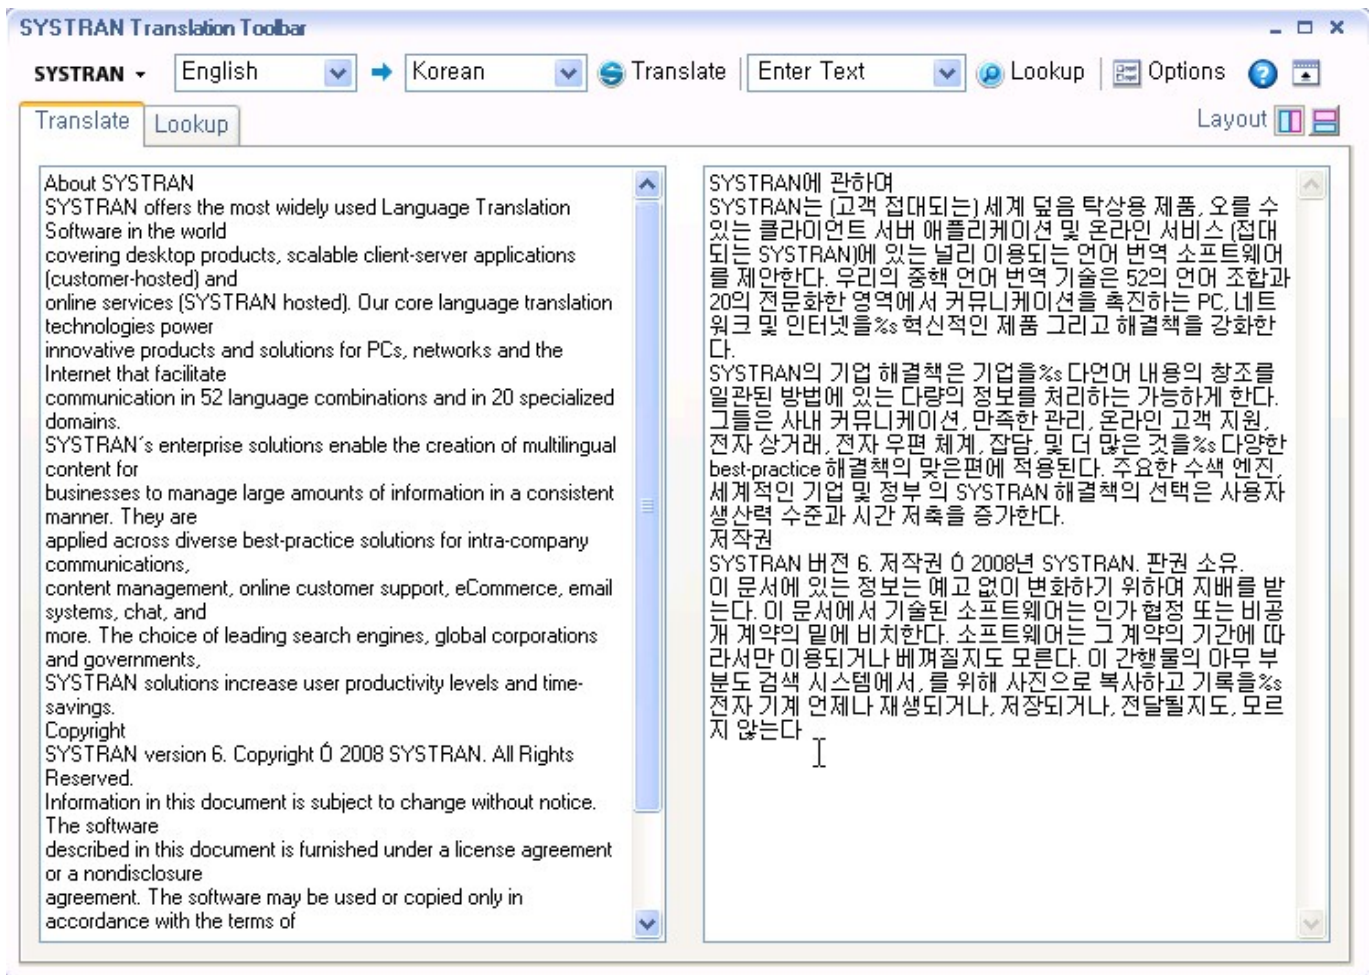 SYSTRAN Translation Toolbar
SYSTRAN English Korean Translate Enter Text Lookup Options
Translate Lookup Layout
About SYSTRAN
SYSTRAN offers the most widely used Language Translation
Software in the world
covering desktop products, scalable client-server applications
(customer-hosted) and
online services (SYSTRAN hosted). Our core language translation
technologies power
innovative products and solutions for PCs, networks and the
Internet that facilitate
communication in 52 language combinations and in 20 specialized
domains.
SYSTRAN´s enterprise solutions enable the creation of multilingual
content for
businesses to manage large amounts of information in a consistent
manner. They are
applied across diverse best-practice solutions for intra-company
communications,
content management, online customer support, eCommerce, email
systems, chat, and
more. The choice of leading search engines, global corporations
and governments,
SYSTRAN solutions increase user productivity levels and time-
savings.
Copyright
SYSTRAN version 6. Copyright Ó 2008 SYSTRAN. All Rights
Reserved.
Information in this document is subject to change without notice.
The software
described in this document is furnished under a license agreement
or a nondisclosure
agreement. The software may be used or copied only in
accordance with the terms of
SYSTRAN에 관하여
SYSTRAN는 (고객 접대되는) 세계 덮음 탁상용 제품, 오를 수
있는 클라이언트 서버 애플리케이션 및 온라인 서비스 (접대
되는 SYSTRAN)에 있는 널리 이용되는 언어 번역 소프트웨어
를 제안한다. 우리의 중핵 언어 번역 기술은 52의 언어 조합과
20의 전문화한 영역에서 커뮤니케이션을 촉진하는 PC, 네트
워크 및 인터넷을%s 혁신적인 제품 그리고 해결책을 강화한
다.
SYSTRAN의 기업 해결책은 기업을%s 다언어 내용의 창조를
일관된 방법에 있는 다량의 정보를 처리하는 가능하게 한다.
그들은 사내 커뮤니케이션, 만족한 관리, 온라인 고객 지원,
전자 상거래, 전자 우편 체계, 잡담, 및 더 많은 것을%s 다양한
best-practice 해결책의 맞은편에 적용된다. 주요한 수색 엔진,
세계적인 기업 및 정부 의 SYSTRAN 해결책의 선택은 사용자
생산력 수준과 시간 저축을 증가한다.
저작권
SYSTRAN 버전 6. 저작권 Ó 2008년 SYSTRAN. 판권 소유.
이 문서에 있는 정보는 예고 없이 변화하기 위하여 지배를 받
는다. 이 문서에서 기술된 소프트웨어는 인가 협정 또는 비공
개 계약의 밑에 비치한다. 소프트웨어는 그 계약의 기간에 따
라서만 이용되거나 베껴질지도 모른다. 이 간행물의 아무 부
분도 검색 시스템에서, 를 위해 사진으로 복사하고 기록을%s
전자 기계 언제나 재생되거나, 저장되거나, 전달될지도, 모르
지 않는다